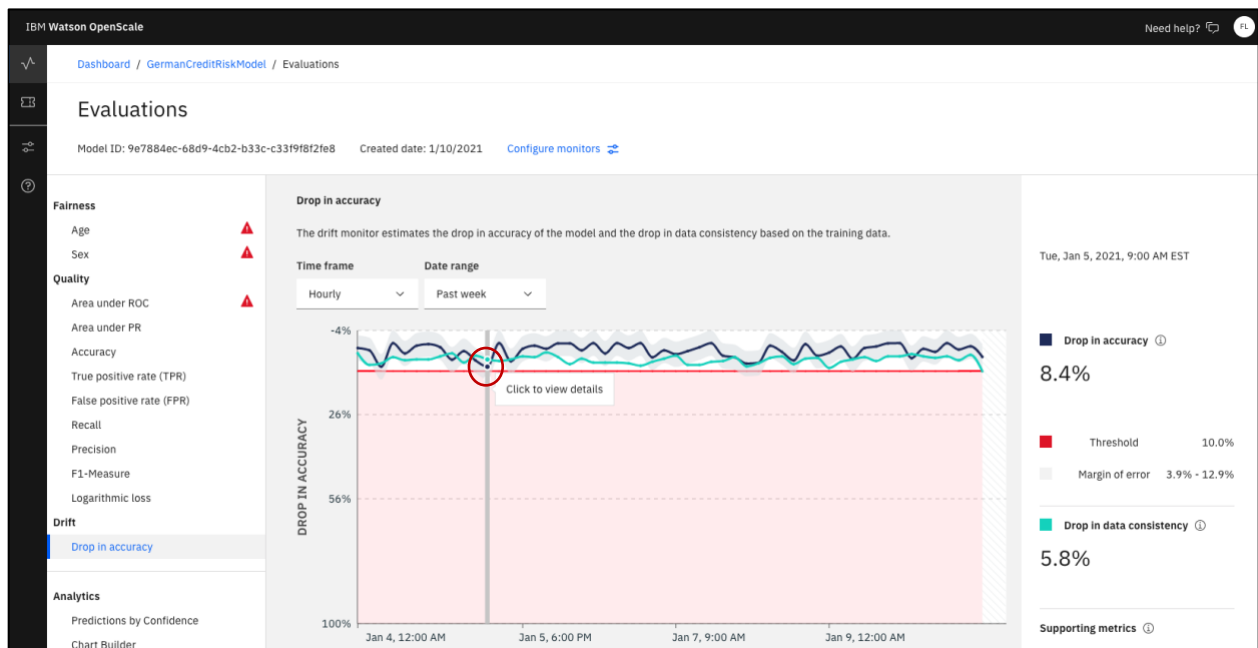 IBM Watson OpenScale
Need help?
FL
Dashboard / GermanCreditRiskModel / Evaluations
Evaluations
Model ID: 9e7884ec-68d9-4cb2-b33c-c33f9f8f2fe8 Created date: 1/10/2021 Configure monitors
Fairness
Age
Sex
Quality
Area under ROC
Area under PR
Accuracy
True positive rate (TPR)
False positive rate (FPR)
Recall
Precision
F1-Measure
Logarithmic loss
Drift
Drop in accuracy
Analytics
Predictions by Confidence
Chart Builder
Drop in accuracy
The drift monitor estimates the drop in accuracy of the model and the drop in data consistency based on the training data.
Time frame Date range
Hourly Past week
-4%
26%
56%
100%
DROP IN ACCURACY
Click to view details
Jan 4, 12:00 AM Jan 5, 6:00 PM Jan 7, 9:00 AM Jan 9, 12:00 AM
Tue, Jan 5, 2021, 9:00 AM EST
Drop in accuracy
8.4%
Threshold 10.0%
Margin of error 3.9% - 12.9%
Drop in data consistency
5.8%
Supporting metrics